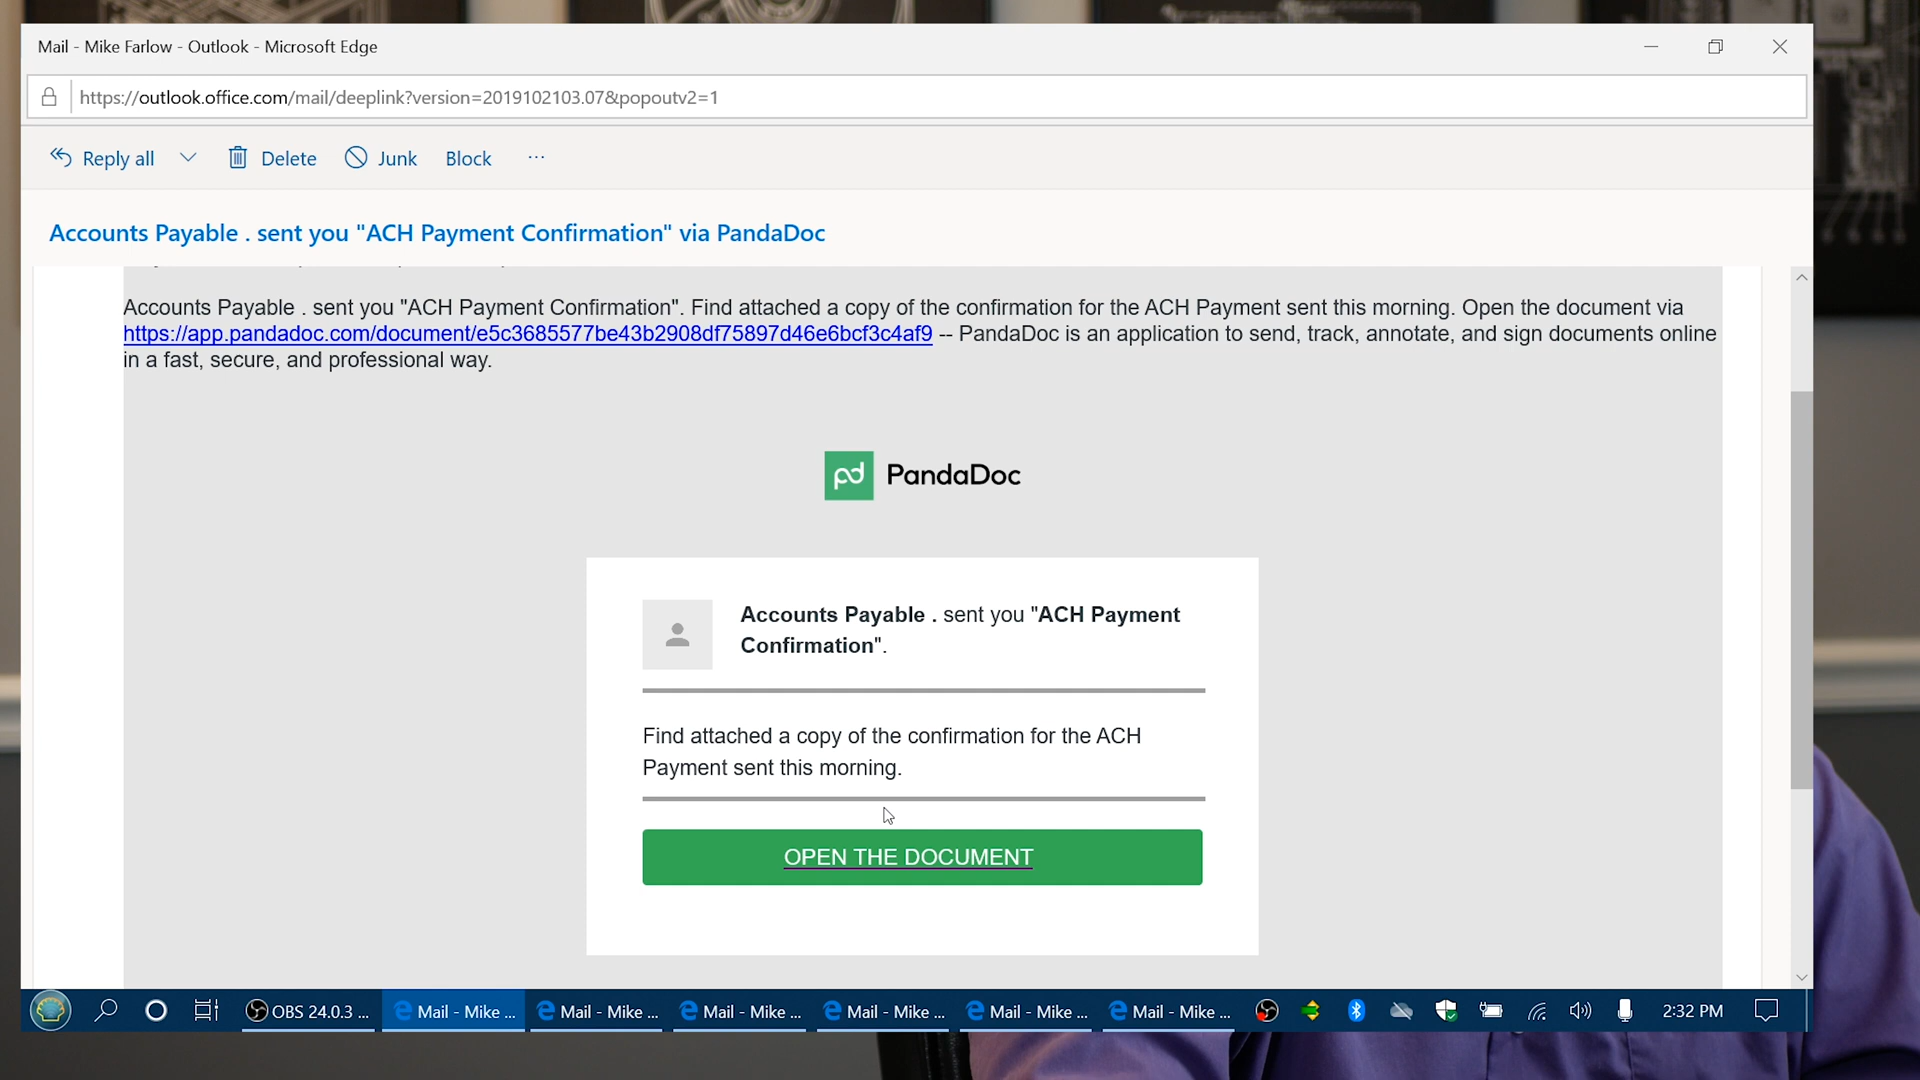 Mail - Mike Farlow - Outlook - Microsoft Edge
https://outlook.office.com/mail/deeplink?version=2019102103.07&popoutv2=1
Reply all
Delete
Junk
Block
Accounts Payable . sent you "ACH Payment Confirmation" via PandaDoc
Accounts Payable . sent you "ACH Payment Confirmation". Find attached a copy of the confirmation for the ACH Payment sent this morning. Open the document via
https://app.pandadoc.com/document/e5c3685577be43b2908df75897d46e6bcf3c4af9 -- PandaDoc is an application to send, track, annotate, and sign documents online
in a fast, secure, and professional way.
pd PandaDoc
Accounts Payable . sent you "ACH Payment
Confirmation".
Find attached a copy of the confirmation for the ACH
Payment sent this morning.
OPEN THE DOCUMENT
OBS 24.0.3 ...
Mail - Mike ...
Mail - Mike ...
Mail - Mike ...
Mail - Mike ...
Mail - Mike ...
Mail - Mike ...
2:32 PM